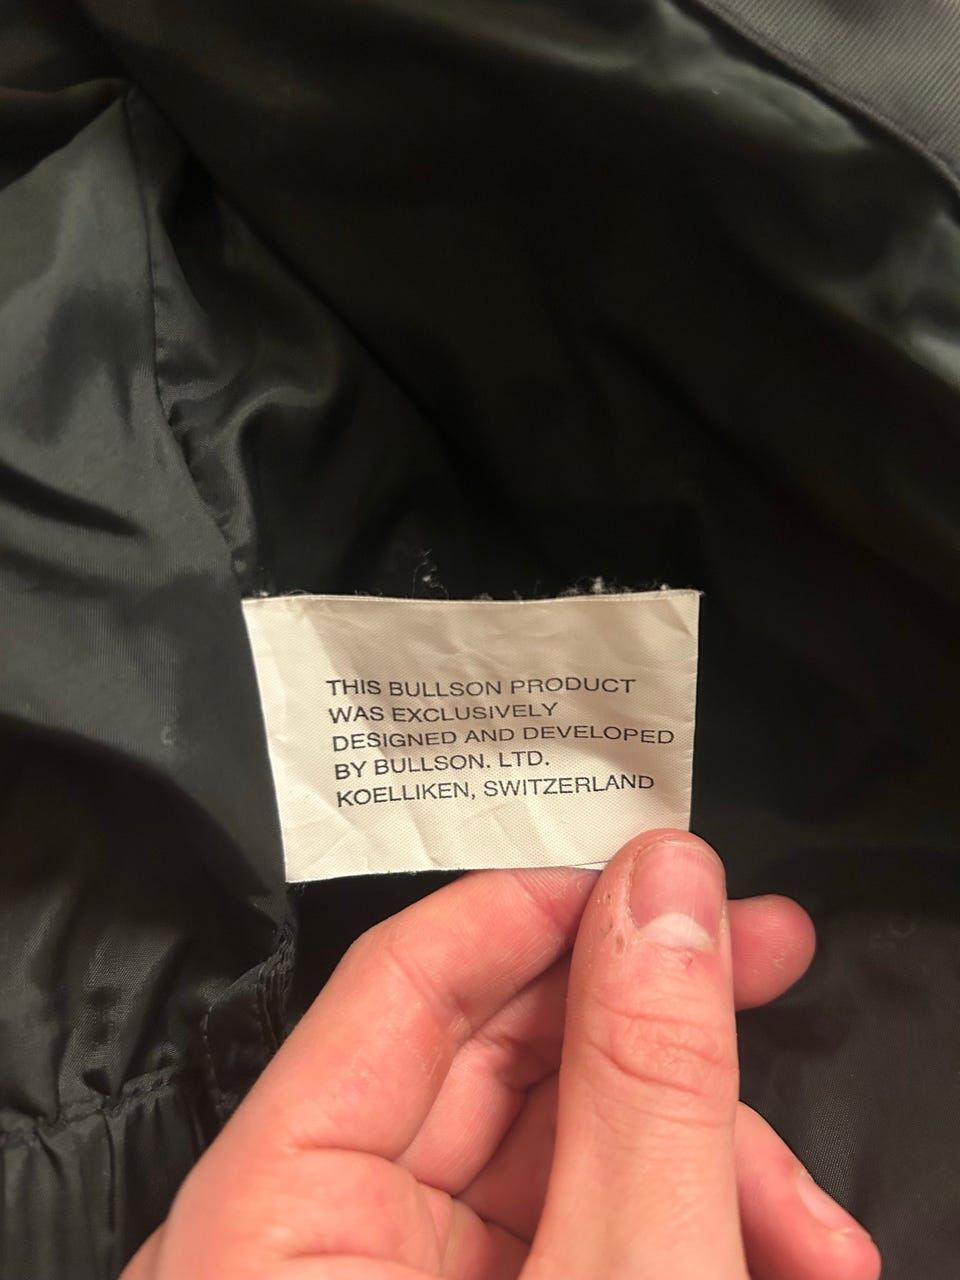 THIS BULLSON PRODUCT
WAS EXCLUSIVELY
DESIGNED AND DEVELOPED
BY BULLSON. LTD.
KOELLIKEN, SWITZERLAND